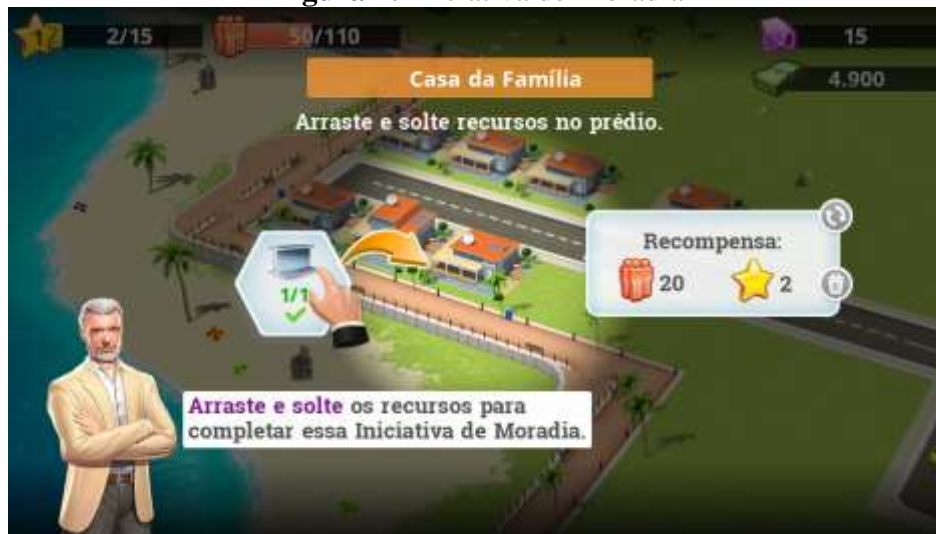 2/15
50/110
15
4.900
Casa da Família
Arraste e solte recursos no prédio.
Recompensa:
20
2
1/1
Arraste e solte os recursos para
completar essa Iniciativa de Moradia.